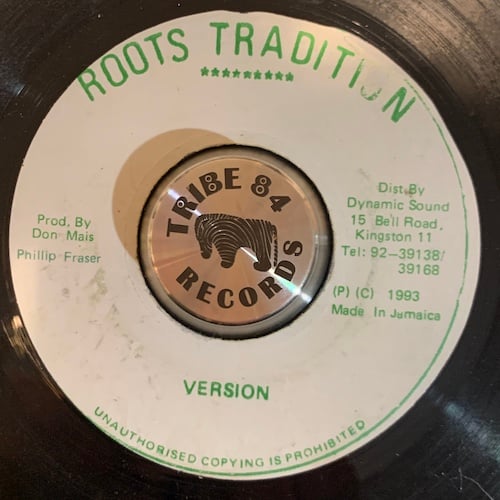 ROOTS TRADITION
**********
Prod. By
Don Mais
Phillip Fraser
TRIBE 84
RECORDS
Dist. By
Dynamic Sound
15 Bell Road,
Kingston 11
Tel: 92—39138/
39168
(P) (C) 1993
Made In Jamaica
VERSION
UNAUTHORISED COPYING IS PROHIBITED